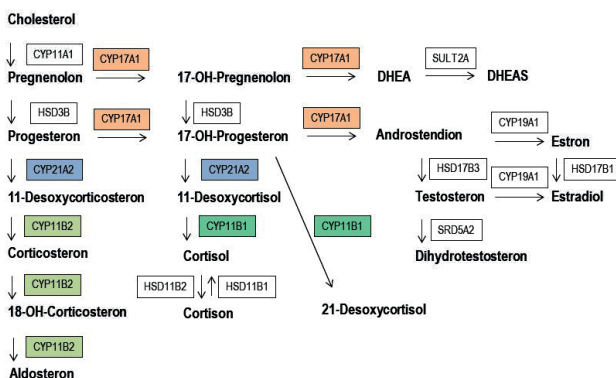 Cholesterol
CYP11A1
CYP17A1
CYP17A1
SULT2A
Pregnenolon
17-OH-Pregnenolon
DHEA
DHEAS
HSD3B
CYP17A1
HSD3B
CYP17A1
CYP19A1
Progesteron
17-OH-Progesteron
Androstendion
Estron
CYP21A2
CYP21A2
HSD17B3
CYP19A1
HSD17B1
11-Desoxycorticosteron
11-Desoxycortisol
Testosteron
Estradiol
CYP11B2
CYP11B1
CYP11B1
SRD5A2
Corticosteron
Cortisol
Dihydrotestosteron
CYP11B2
HSD11B2
HSD11B1
18-OH-Corticosteron
Cortison
21-Desoxycortisol
CYP11B2
Aldosteron